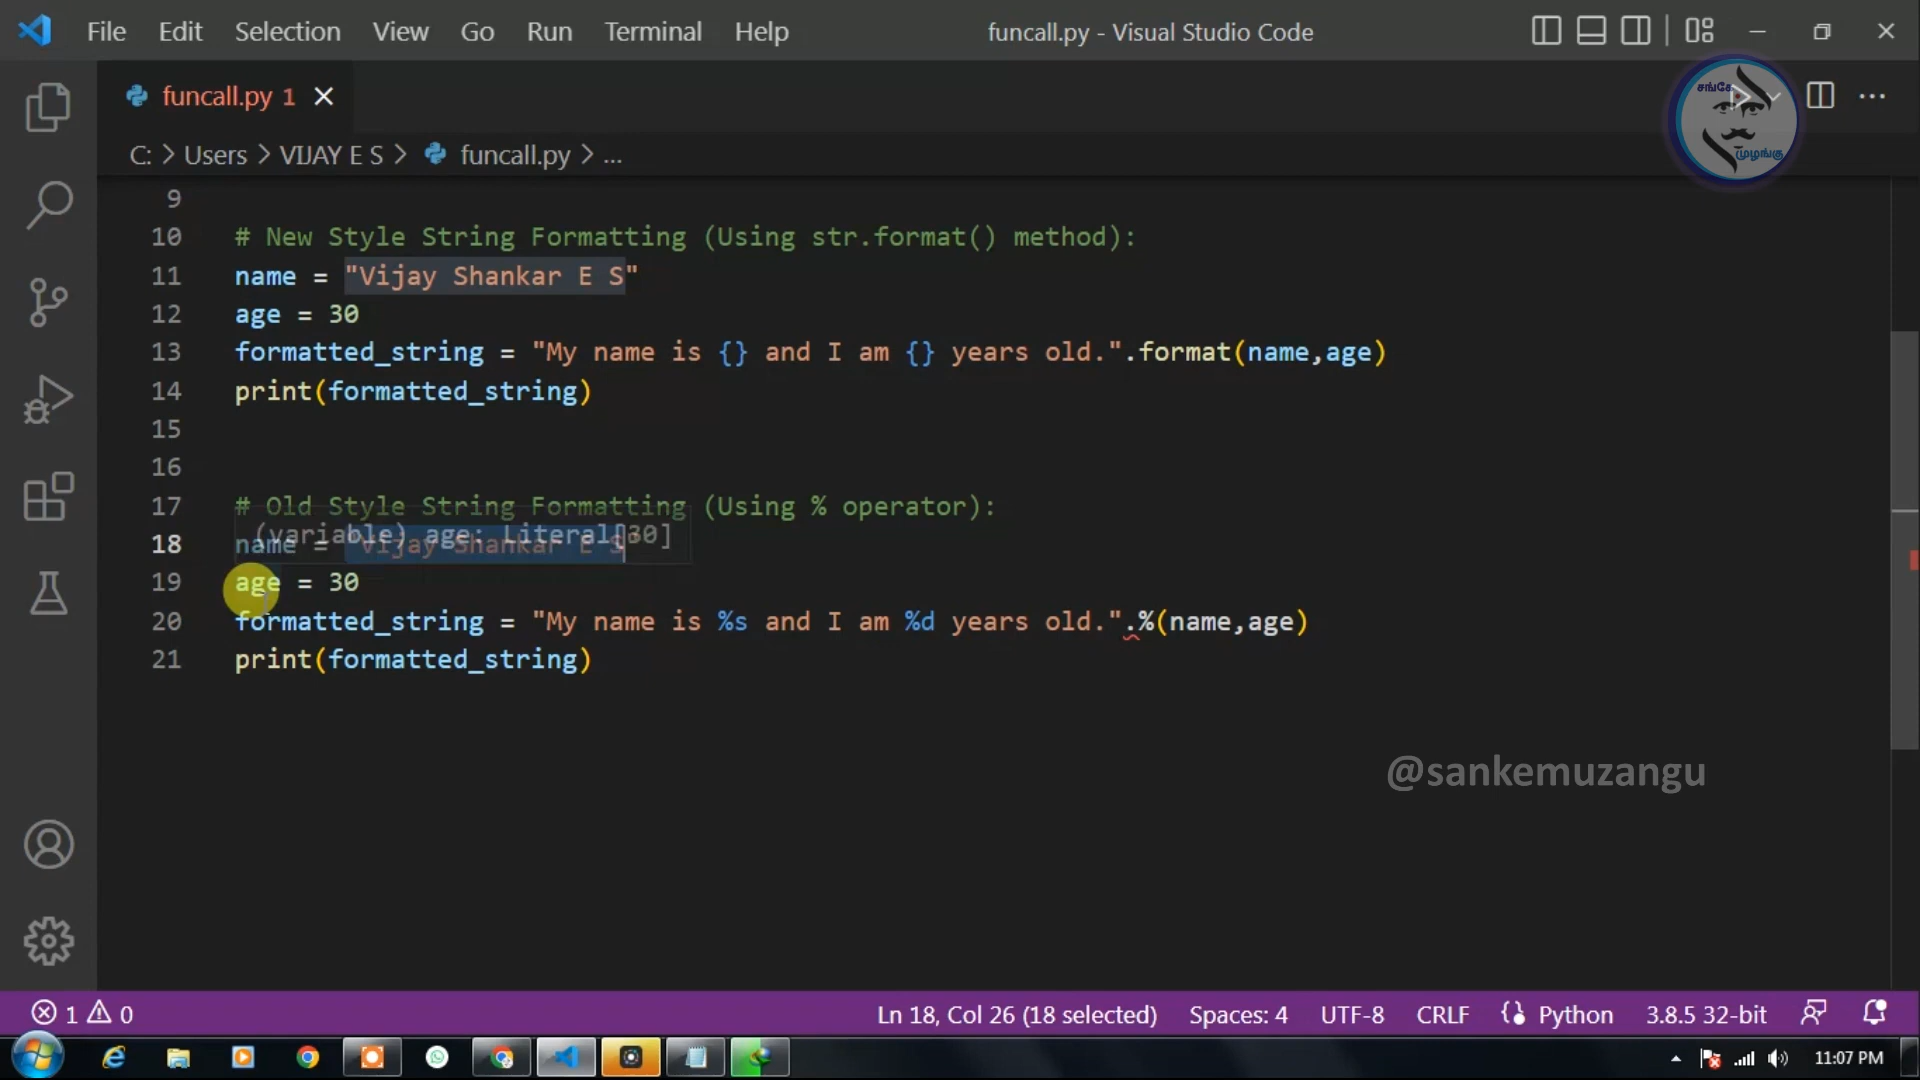 File Edit Selection View Go Run Terminal Help funcall.py - Visual Studio Code
funcall.py 1
சங்கே
முழங்கு
C: > Users > VIJAY E S > funcall.py > ...
9
10 # New Style String Formatting (Using str.format() method):
11 name = "Vijay Shankar E S"
12 age = 30
13 formatted_string = "My name is {} and I am {} years old.".format(name,age)
14 print(formatted_string)
15
16
17 # Old Style String Formatting (Using % operator):
(variable) age: Literal[30]
18 name = "Vijay Shankar E S"
19 age = 30
20 formatted_string = "My name is %s and I am %d years old.".%(name,age)
21 print(formatted_string)
@sankemuzangu
1 0 Ln 18, Col 26 (18 selected) Spaces: 4 UTF-8 CRLF Python 3.8.5 32-bit
11:07 PM